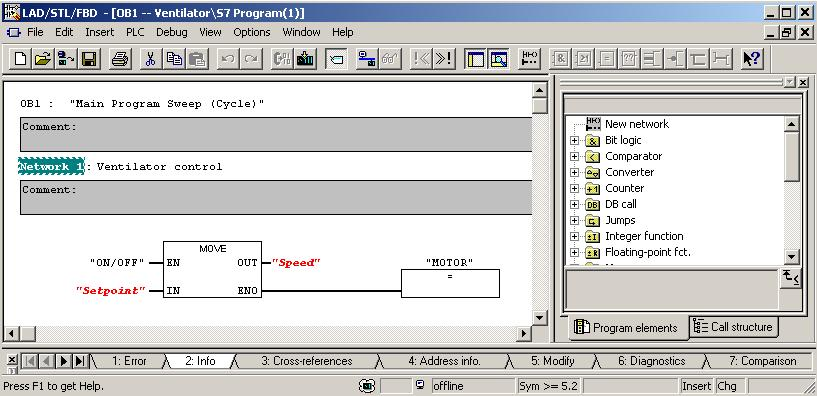 LAD/STL/FBD - [OB1 -- Ventilator\S7 Program(1)]
File Edit Insert PLC Debug View Options Window Help
OB1 : "Main Program Sweep (Cycle)"
Comment:
Network 1: Ventilator control
Comment:
MOVE
"ON/OFF" EN OUT "Speed" "MOTOR"
=
"Setpoint" IN ENO
New network
Bit logic
Comparator
Converter
Counter
DB call
Jumps
Integer function
Floating-point fct.
Program elements Call structure
1: Error 2: Info 3: Cross-references 4: Address info. 5: Modify 6: Diagnostics 7: Comparison
Press F1 to get Help. offline Sym >= 5.2 Insert Chg